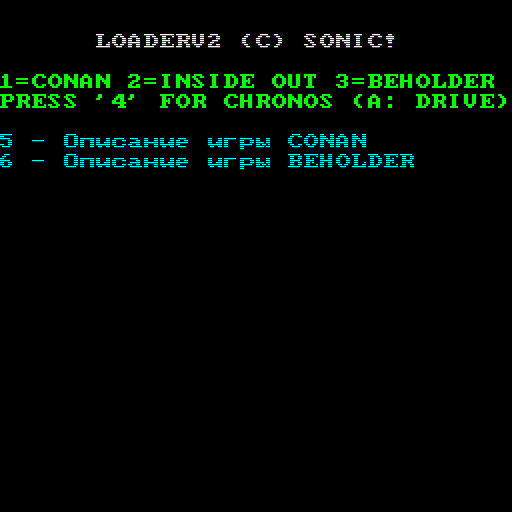 LOADERV2 (C) SONIC!
1=CONAN 2=INSIDE OUT 3=BEHOLDER
PRESS '4' FOR CHRONOS (A: DRIVE)
5 - Описание игры CONAN
6 - Описание игры BEHOLDER